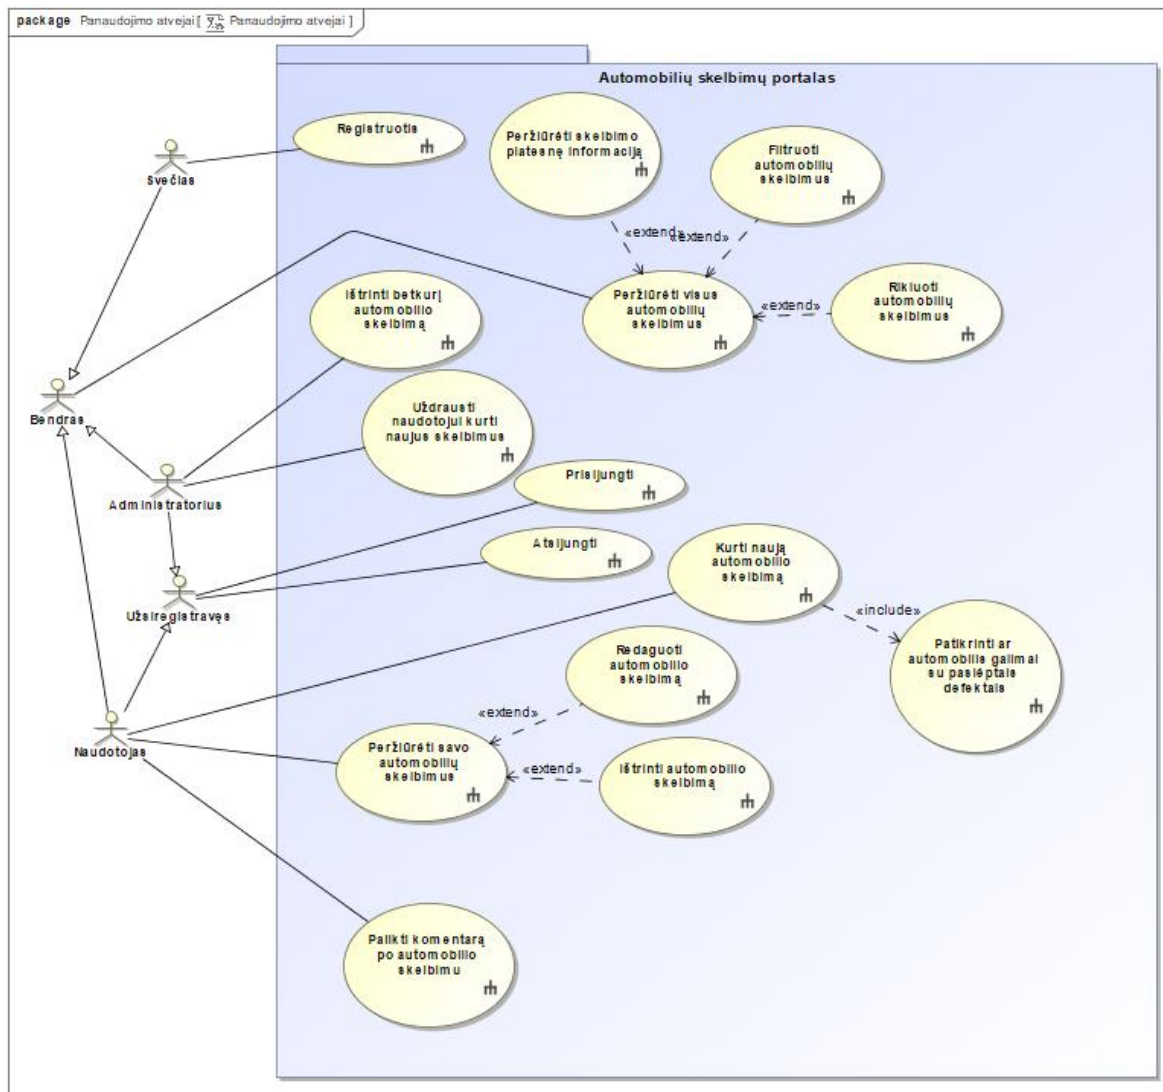 package Panaudojimo atvejai [ Panaudojimo atvejai ]
Automobilių skelbimų portalas
Registruotis
Peržiūrėti skelbimo
platesnę informaciją
Filtruoti
automobilių
skelbimus
Svečias
«extend»
«extend»
Ištrinti betkurį
automobilio
skelbimą
Peržiūrėti visus
automobilių
skelbimus
«extend»
Rikiuoti
automobilių
skelbimus
Bendras
Uždrausti
naudotojui kurti
naujus skelbimus
Administratorius
Prisijungti
Atsijungti
Kurti naują
automobilio
skelbimą
Užsiregistravęs
«include»
Patikrinti ar
automobilis galimai
su paslėptais
defektais
Redaguoti
automobilio
skelbimą
«extend»
Naudotojas
Peržiūrėti savo
automobilių
skelbimus
«extend»
Ištrinti automobilio
skelbimą
Palikti komentarą
po automobilio
skelbimu